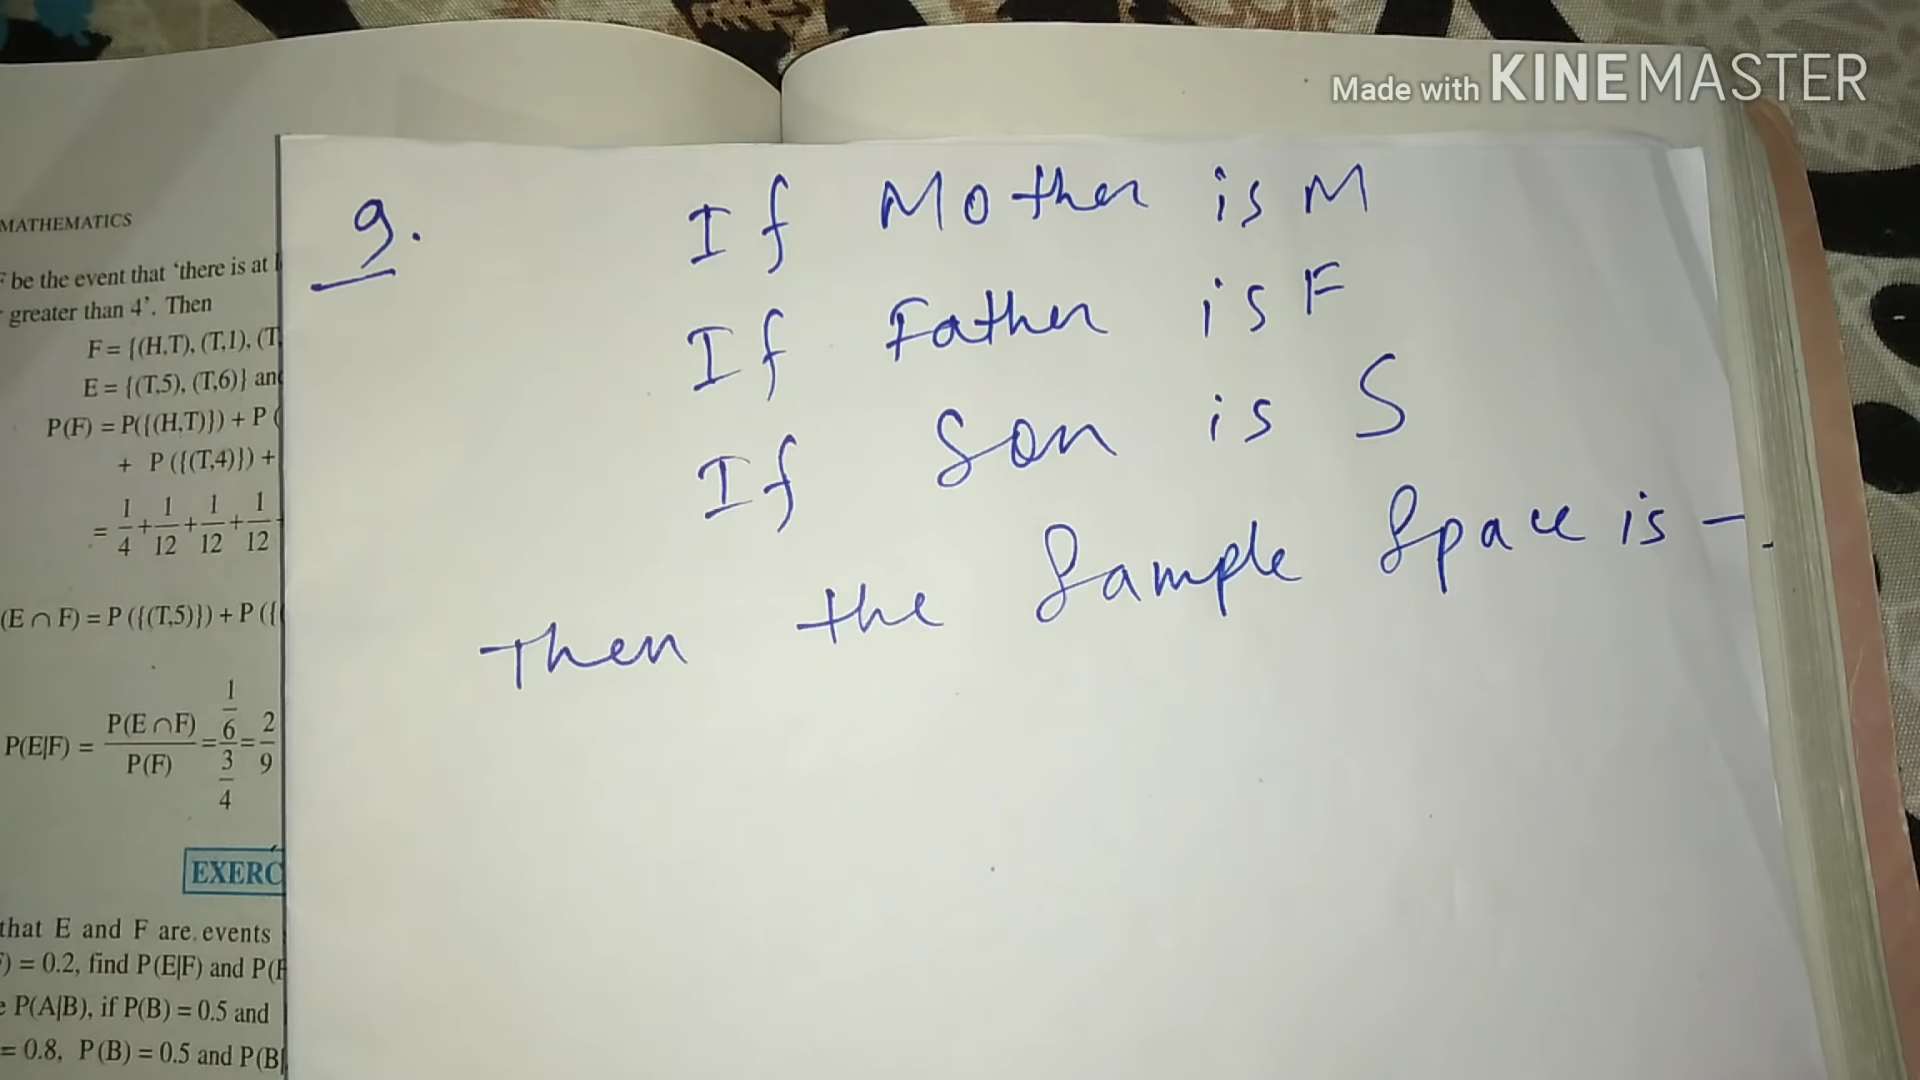 Made with KINEMASTER
MATHEMATICS
F be the event that 'there is at
greater than 4'. Then
F = {(H,T), (T,1), (T,
E = {(T,5), (T,6)} and
P(F) = P({(H,T)}) + P (
+ P ({(T,4)}) +
= 1/4 + 1/12 + 1/12 + 1/12
(E ∩ F) = P ({(T,5)}) + P ({(
P(E|F) = P(E ∩ F)/P(F) = 1/6 / 3/4 = 2/9
EXERC
that E and F are events
) = 0.2, find P(E|F) and P(F
P(A|B), if P(B) = 0.5 and
= 0.8, P(B) = 0.5 and P(B|
9. If Mother is M
If Father is F
If Son is S
Then the Sample Space is -